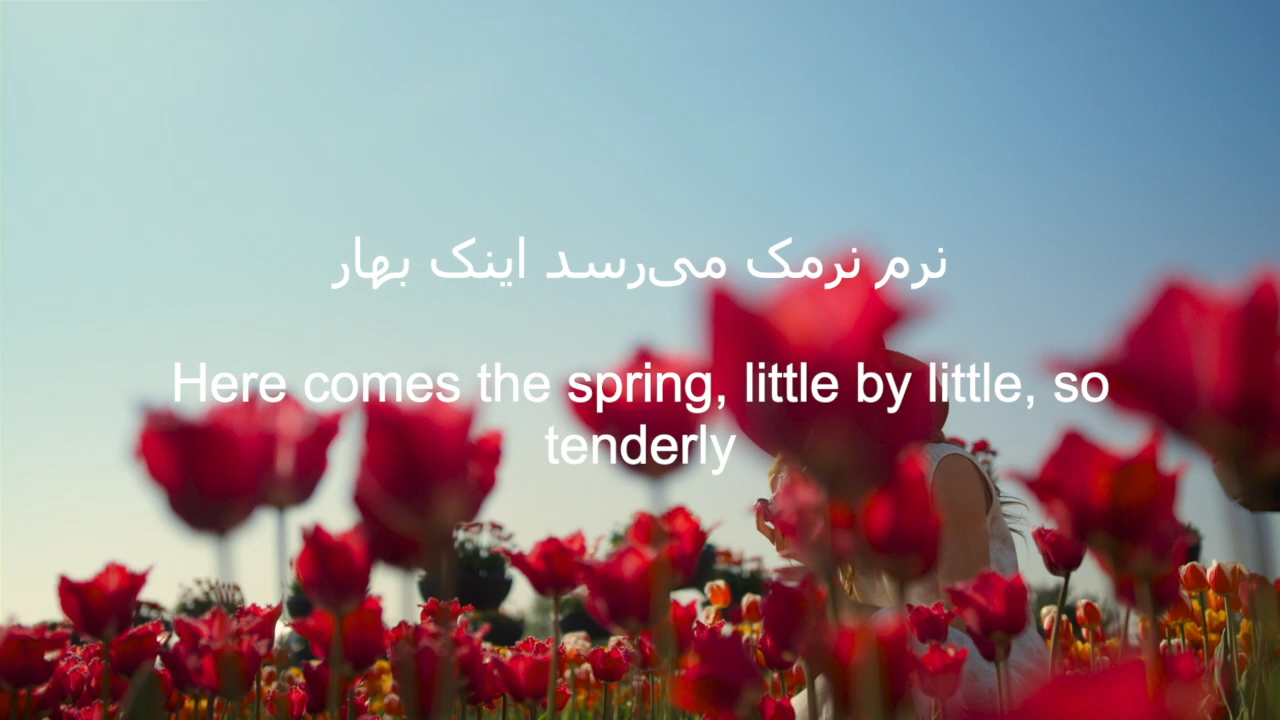 نرم نرمک می‌رسد اینک بهار
Here comes the spring, little by little, so
tenderly